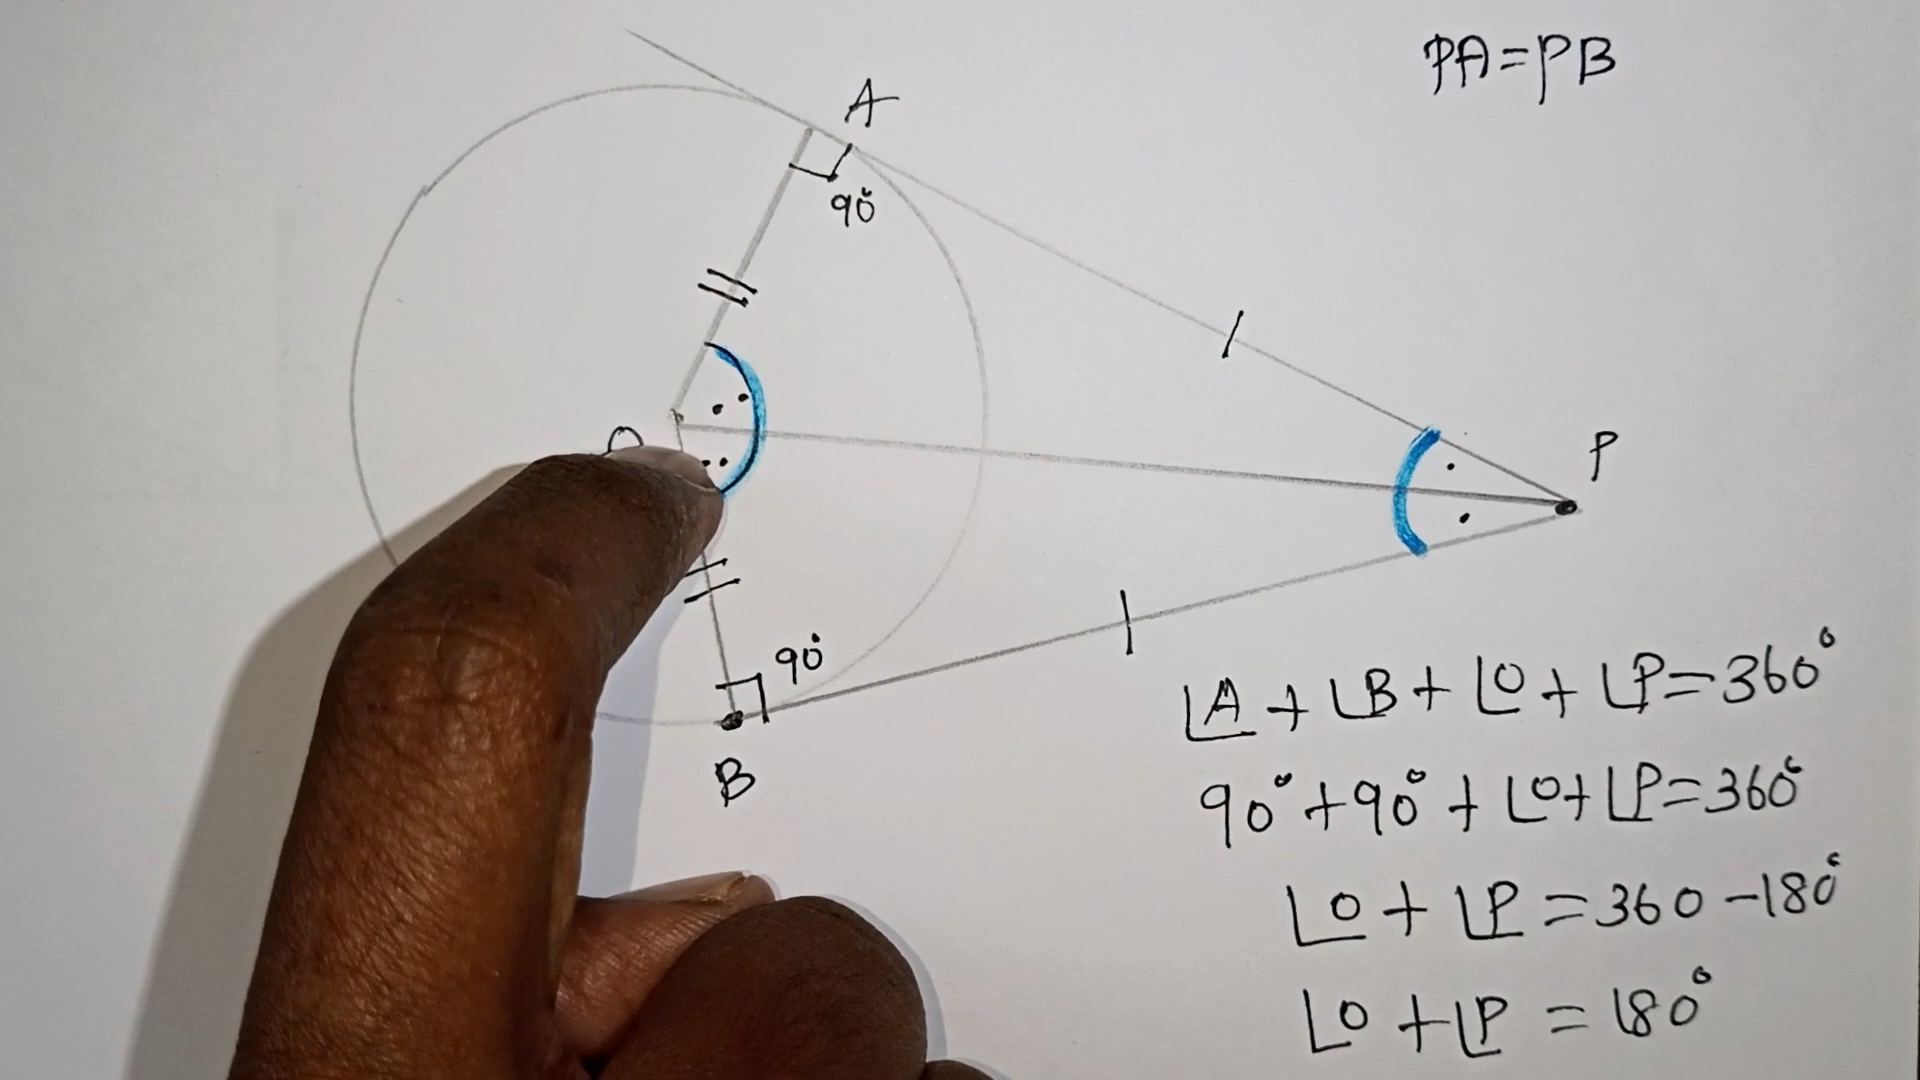 PA=PB
A
90°
O
P
90°
B
∠A + ∠B + ∠O + ∠P = 360°
90° + 90° + ∠O + ∠P = 360°
∠O + ∠P = 360 - 180°
∠O + ∠P = 180°